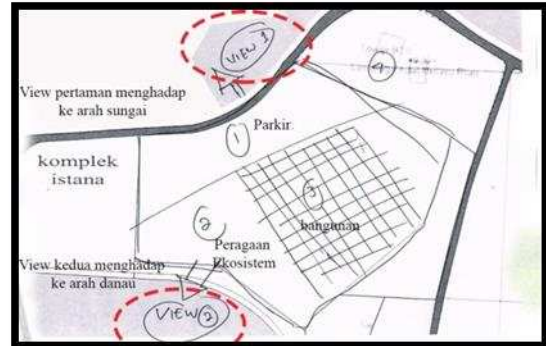 VIEW 1
4
View pertaman menghadap
ke arah sungai
1
Parkir
komplek
istana
3
bangunan
2
Peragaan
Ekosistem
View kedua menghadap
ke arah danau
VIEW 2